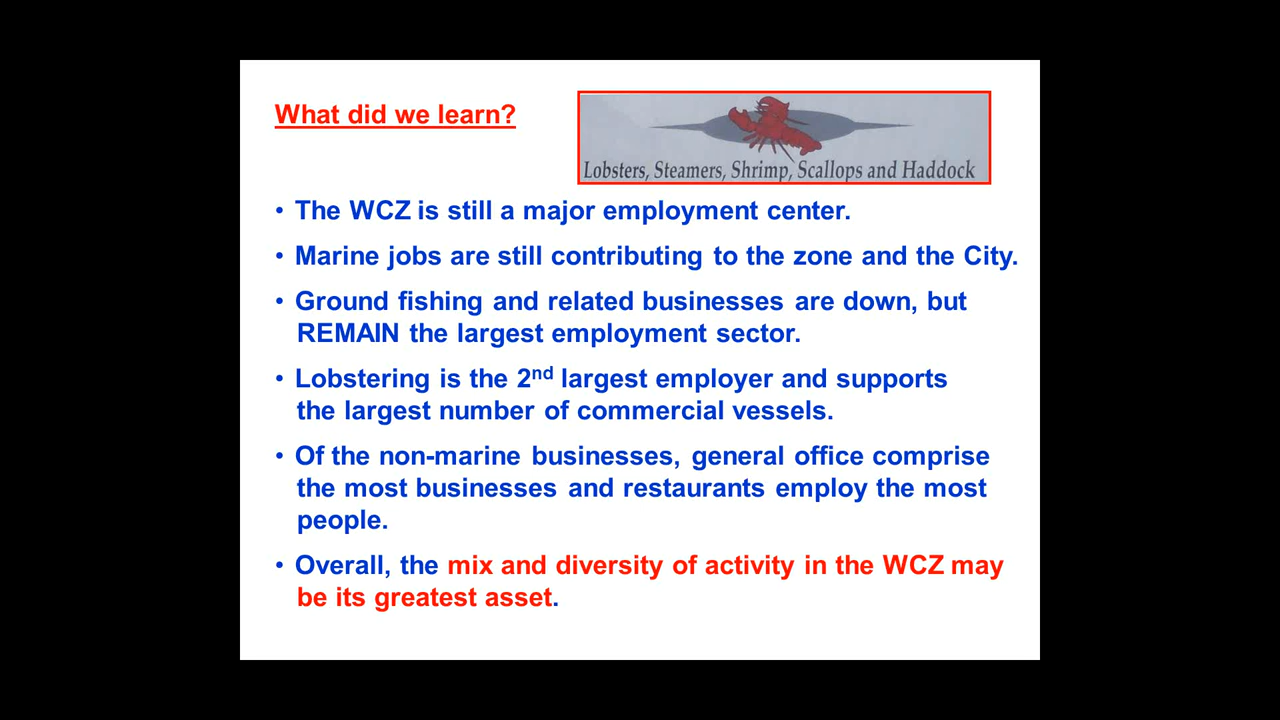 What did we learn?
Lobsters, Steamers, Shrimp, Scallops and Haddock
• The WCZ is still a major employment center.
• Marine jobs are still contributing to the zone and the City.
• Ground fishing and related businesses are down, but
REMAIN the largest employment sector.
• Lobstering is the 2nd largest employer and supports
the largest number of commercial vessels.
• Of the non-marine businesses, general office comprise
the most businesses and restaurants employ the most
people.
• Overall, the mix and diversity of activity in the WCZ may
be its greatest asset.